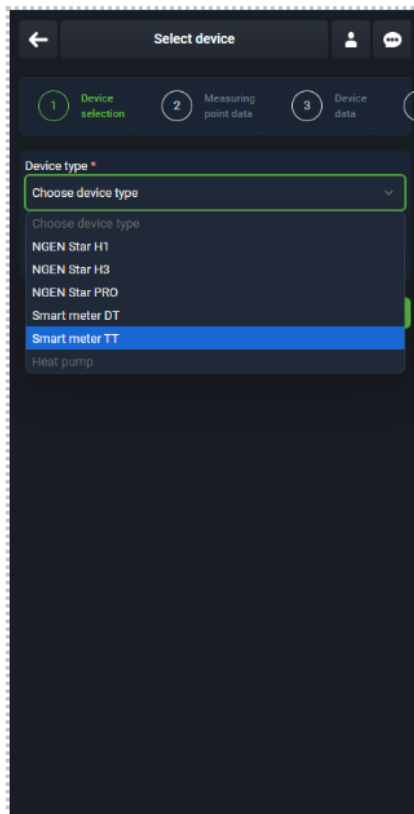 Select device
1
Device
selection
2
Measuring
point data
3
Device
data
Device type *
Choose device type
Choose device type
NGEN Star H1
NGEN Star H3
NGEN Star PRO
Smart meter DT
Smart meter TT
Heat pump